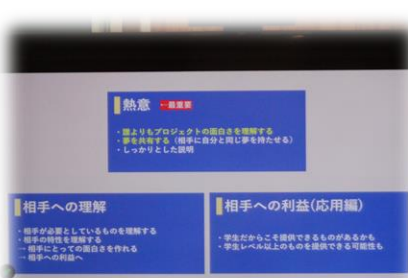 熱意 ←最重要
・誰よりもプロジェクトの面白さを理解する
・夢を共有する（相手に自分と同じ夢を持たせる）
・しっかりとした説明
相手への理解
・相手が必要としているものを理解する
・相手の特性を理解する
→ 相手にとっての面白さを作れる
→ 相手への利益へ
相手への利益(応用編)
・学生だからこそ提供できるものがあるかも
・学生レベル以上のものを提供できる可能性も